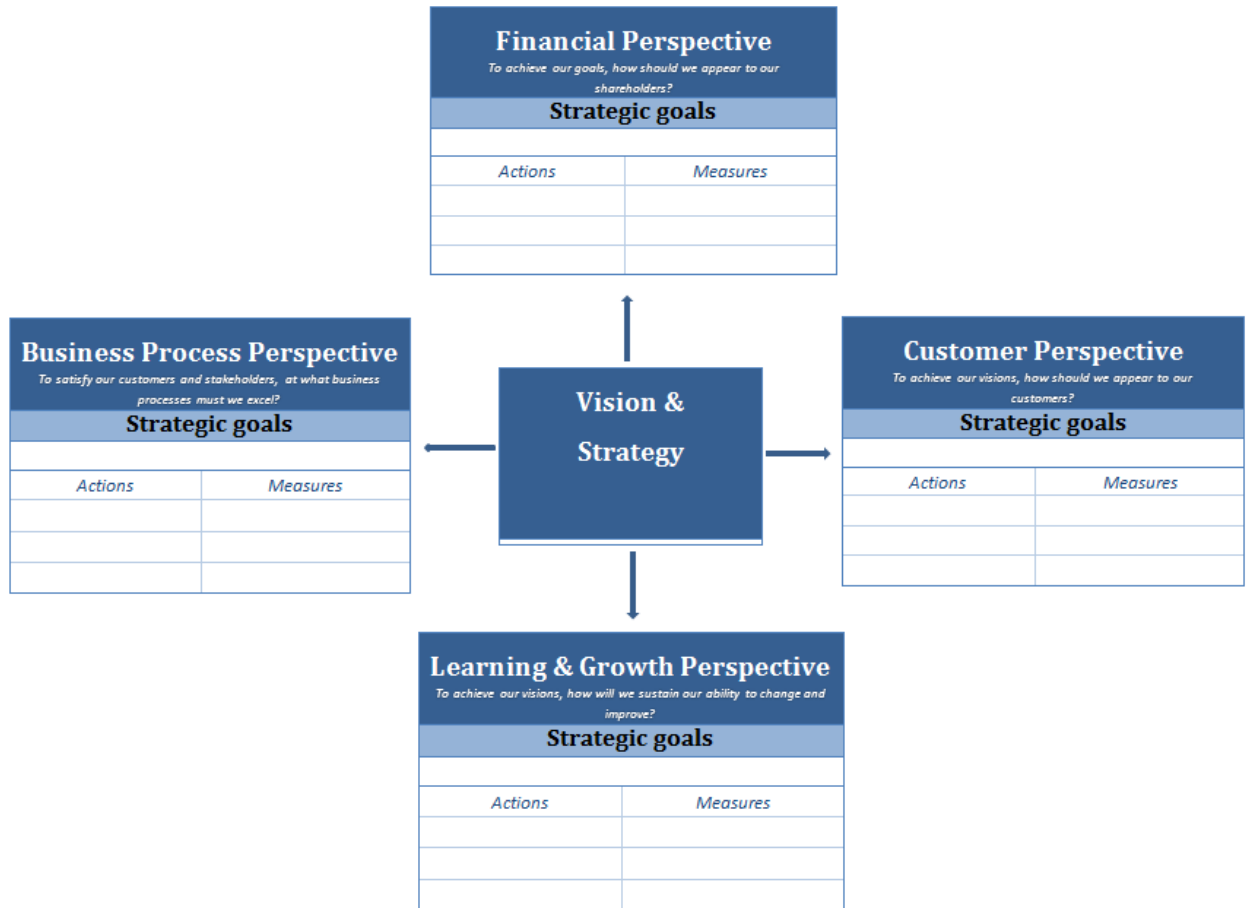 Financial Perspective
To achieve our goals, how should we appear to our
shareholders?
Strategic goals
Actions Measures
Business Process Perspective
To satisfy our customers and stakeholders, at what business
processes must we excel?
Strategic goals
Actions Measures
Vision &
Strategy
Customer Perspective
To achieve our visions, how should we appear to our
customers?
Strategic goals
Actions Measures
Learning & Growth Perspective
To achieve our visions, how will we sustain our ability to change and
improve?
Strategic goals
Actions Measures